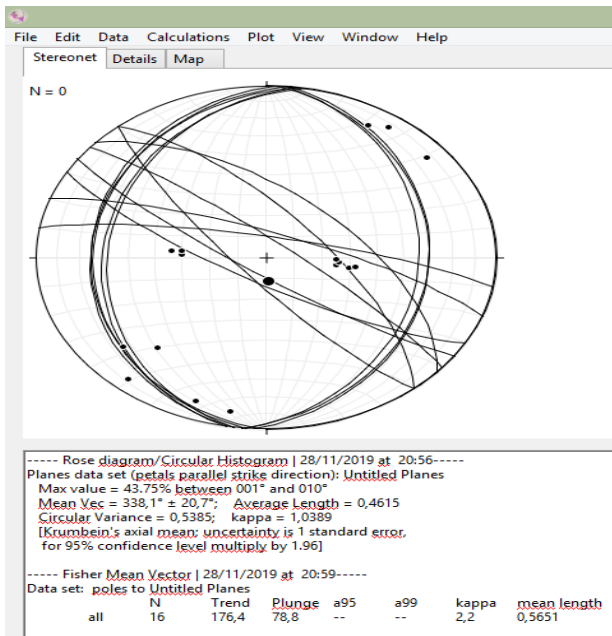 File Edit Data Calculations Plot View Window Help
Stereonet Details Map
N = 0
----- Rose diagram/Circular Histogram | 28/11/2019 at 20:56-----
Planes data set (petals parallel strike direction): Untitled Planes
Max value = 43.75% between 001° and 010°
Mean Vec = 338,1° ± 20,7°; Average Length = 0,4615
Circular Variance = 0,5385; kappa = 1,0389
[Krumbein's axial mean; uncertainty is 1 standard error,
for 95% confidence level multiply by 1.96]
----- Fisher Mean Vector | 28/11/2019 at 20:59-----
Data set: poles to Untitled Planes
N Trend Plunge a95 a99 kappa mean length
all 16 176,4 78,8 -- -- 2,2 0,5651